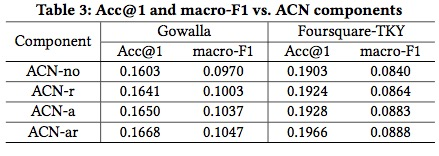 Table 3: Acc@1 and macro-F1 vs. ACN components
Component Gowalla Foursquare-TKY
Acc@1 macro-F1 Acc@1 macro-F1
ACN-no 0.1603 0.0970 0.1903 0.0840
ACN-r 0.1641 0.1003 0.1924 0.0864
ACN-a 0.1650 0.1037 0.1928 0.0883
ACN-ar 0.1668 0.1047 0.1966 0.0888